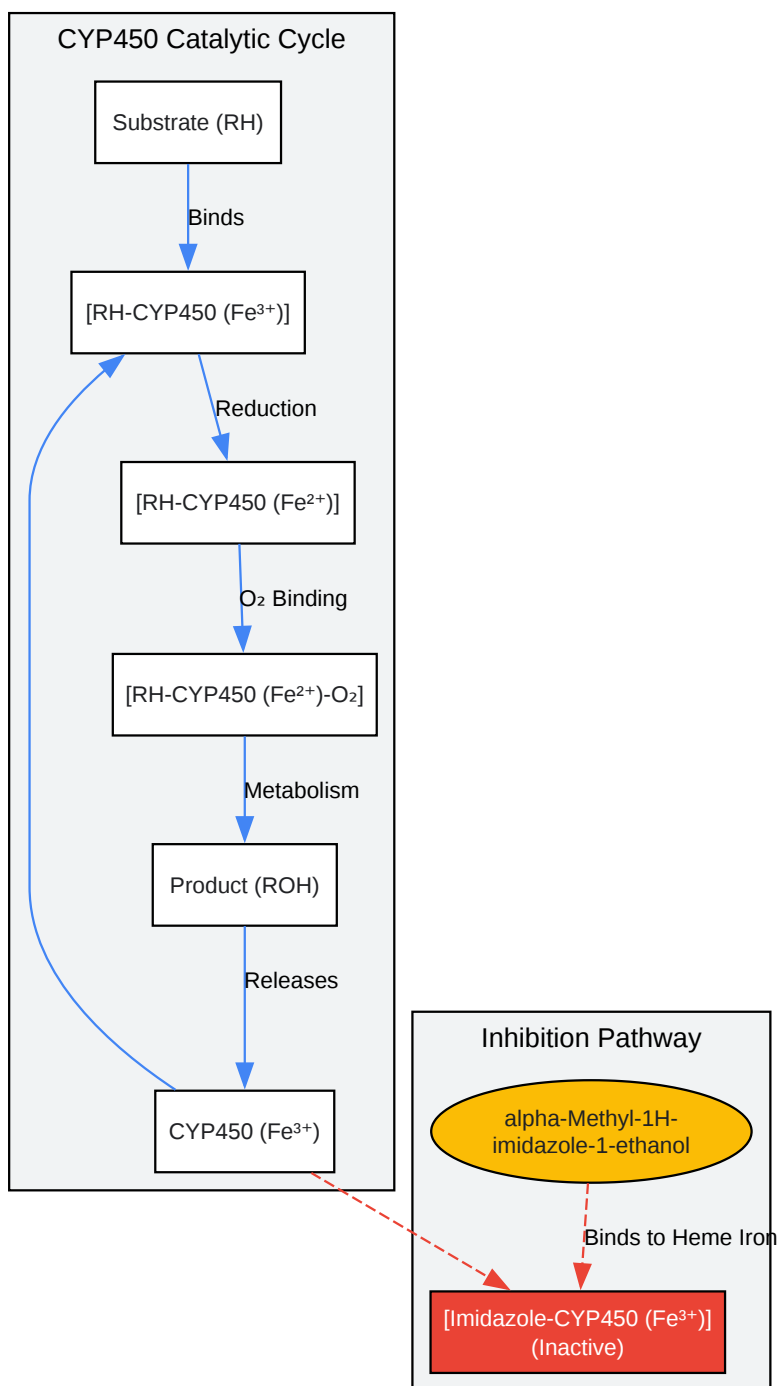 CYP450 Catalytic Cycle
Substrate (RH)
Binds
[RH-CYP450 (Fe³⁺)]
Reduction
[RH-CYP450 (Fe²⁺)]
O₂ Binding
[RH-CYP450 (Fe²⁺)-O₂]
Metabolism
Product (ROH)
Releases
CYP450 (Fe³⁺)
Inhibition Pathway
alpha-Methyl-1H-
imidazole-1-ethanol
Binds to Heme Iron
[Imidazole-CYP450 (Fe³⁺)]
(Inactive)